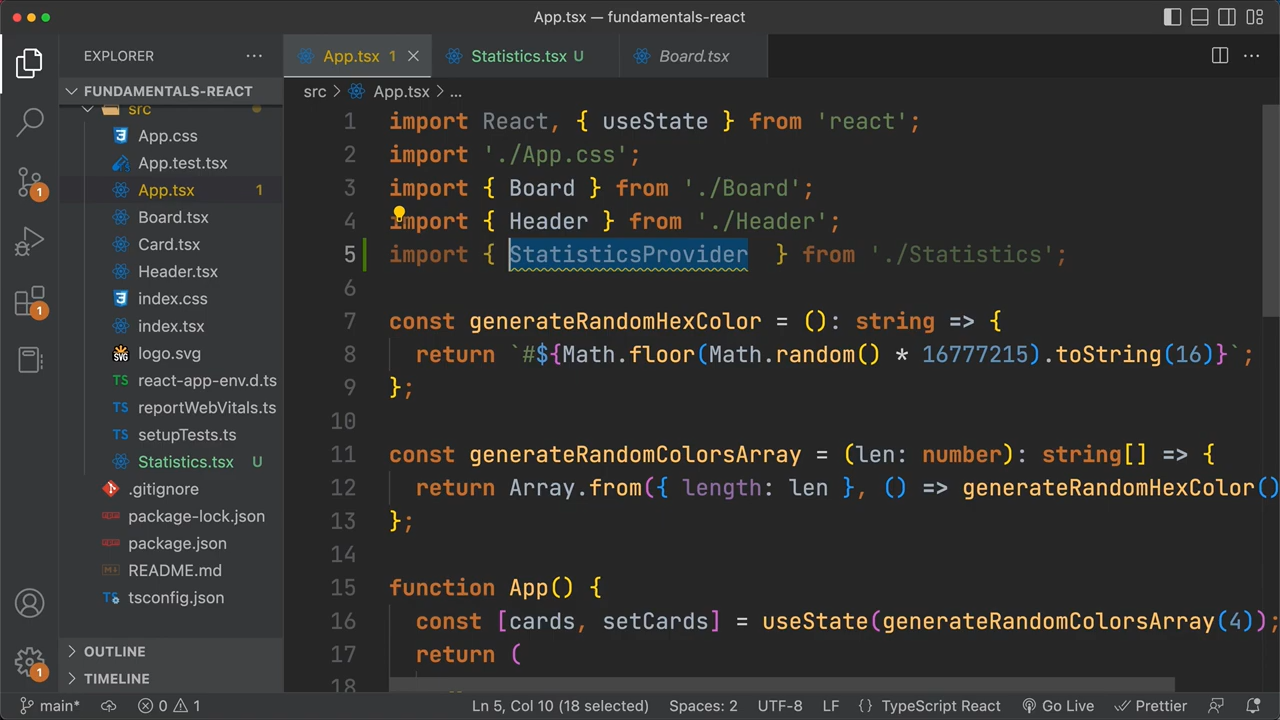 App.tsx — fundamentals-react
EXPLORER
App.tsx 1
Statistics.tsx U
Board.tsx
FUNDAMENTALS-REACT
src > App.tsx > ...
src
App.css
App.test.tsx
App.tsx 1
Board.tsx
Card.tsx
Header.tsx
index.css
index.tsx
logo.svg
react-app-env.d.ts
reportWebVitals.ts
setupTests.ts
Statistics.tsx U
.gitignore
package-lock.json
package.json
README.md
tsconfig.json
OUTLINE
TIMELINE
1 import React, { useState } from 'react';
2 import './App.css';
3 import { Board } from './Board';
4 import { Header } from './Header';
5 import { StatisticsProvider  } from './Statistics';
6
7 const generateRandomHexColor = (): string => {
8   return `#${Math.floor(Math.random() * 16777215).toString(16)}`;
9 };
10
11 const generateRandomColorsArray = (len: number): string[] => {
12   return Array.from({ length: len }, () => generateRandomHexColor()
13 };
14
15 function App() {
16   const [cards, setCards] = useState(generateRandomColorsArray(4));
17   return (
18
1
1
1
main*
0
1
Ln 5, Col 10 (18 selected)
Spaces: 2
UTF-8
LF
{} TypeScript React
Go Live
Prettier